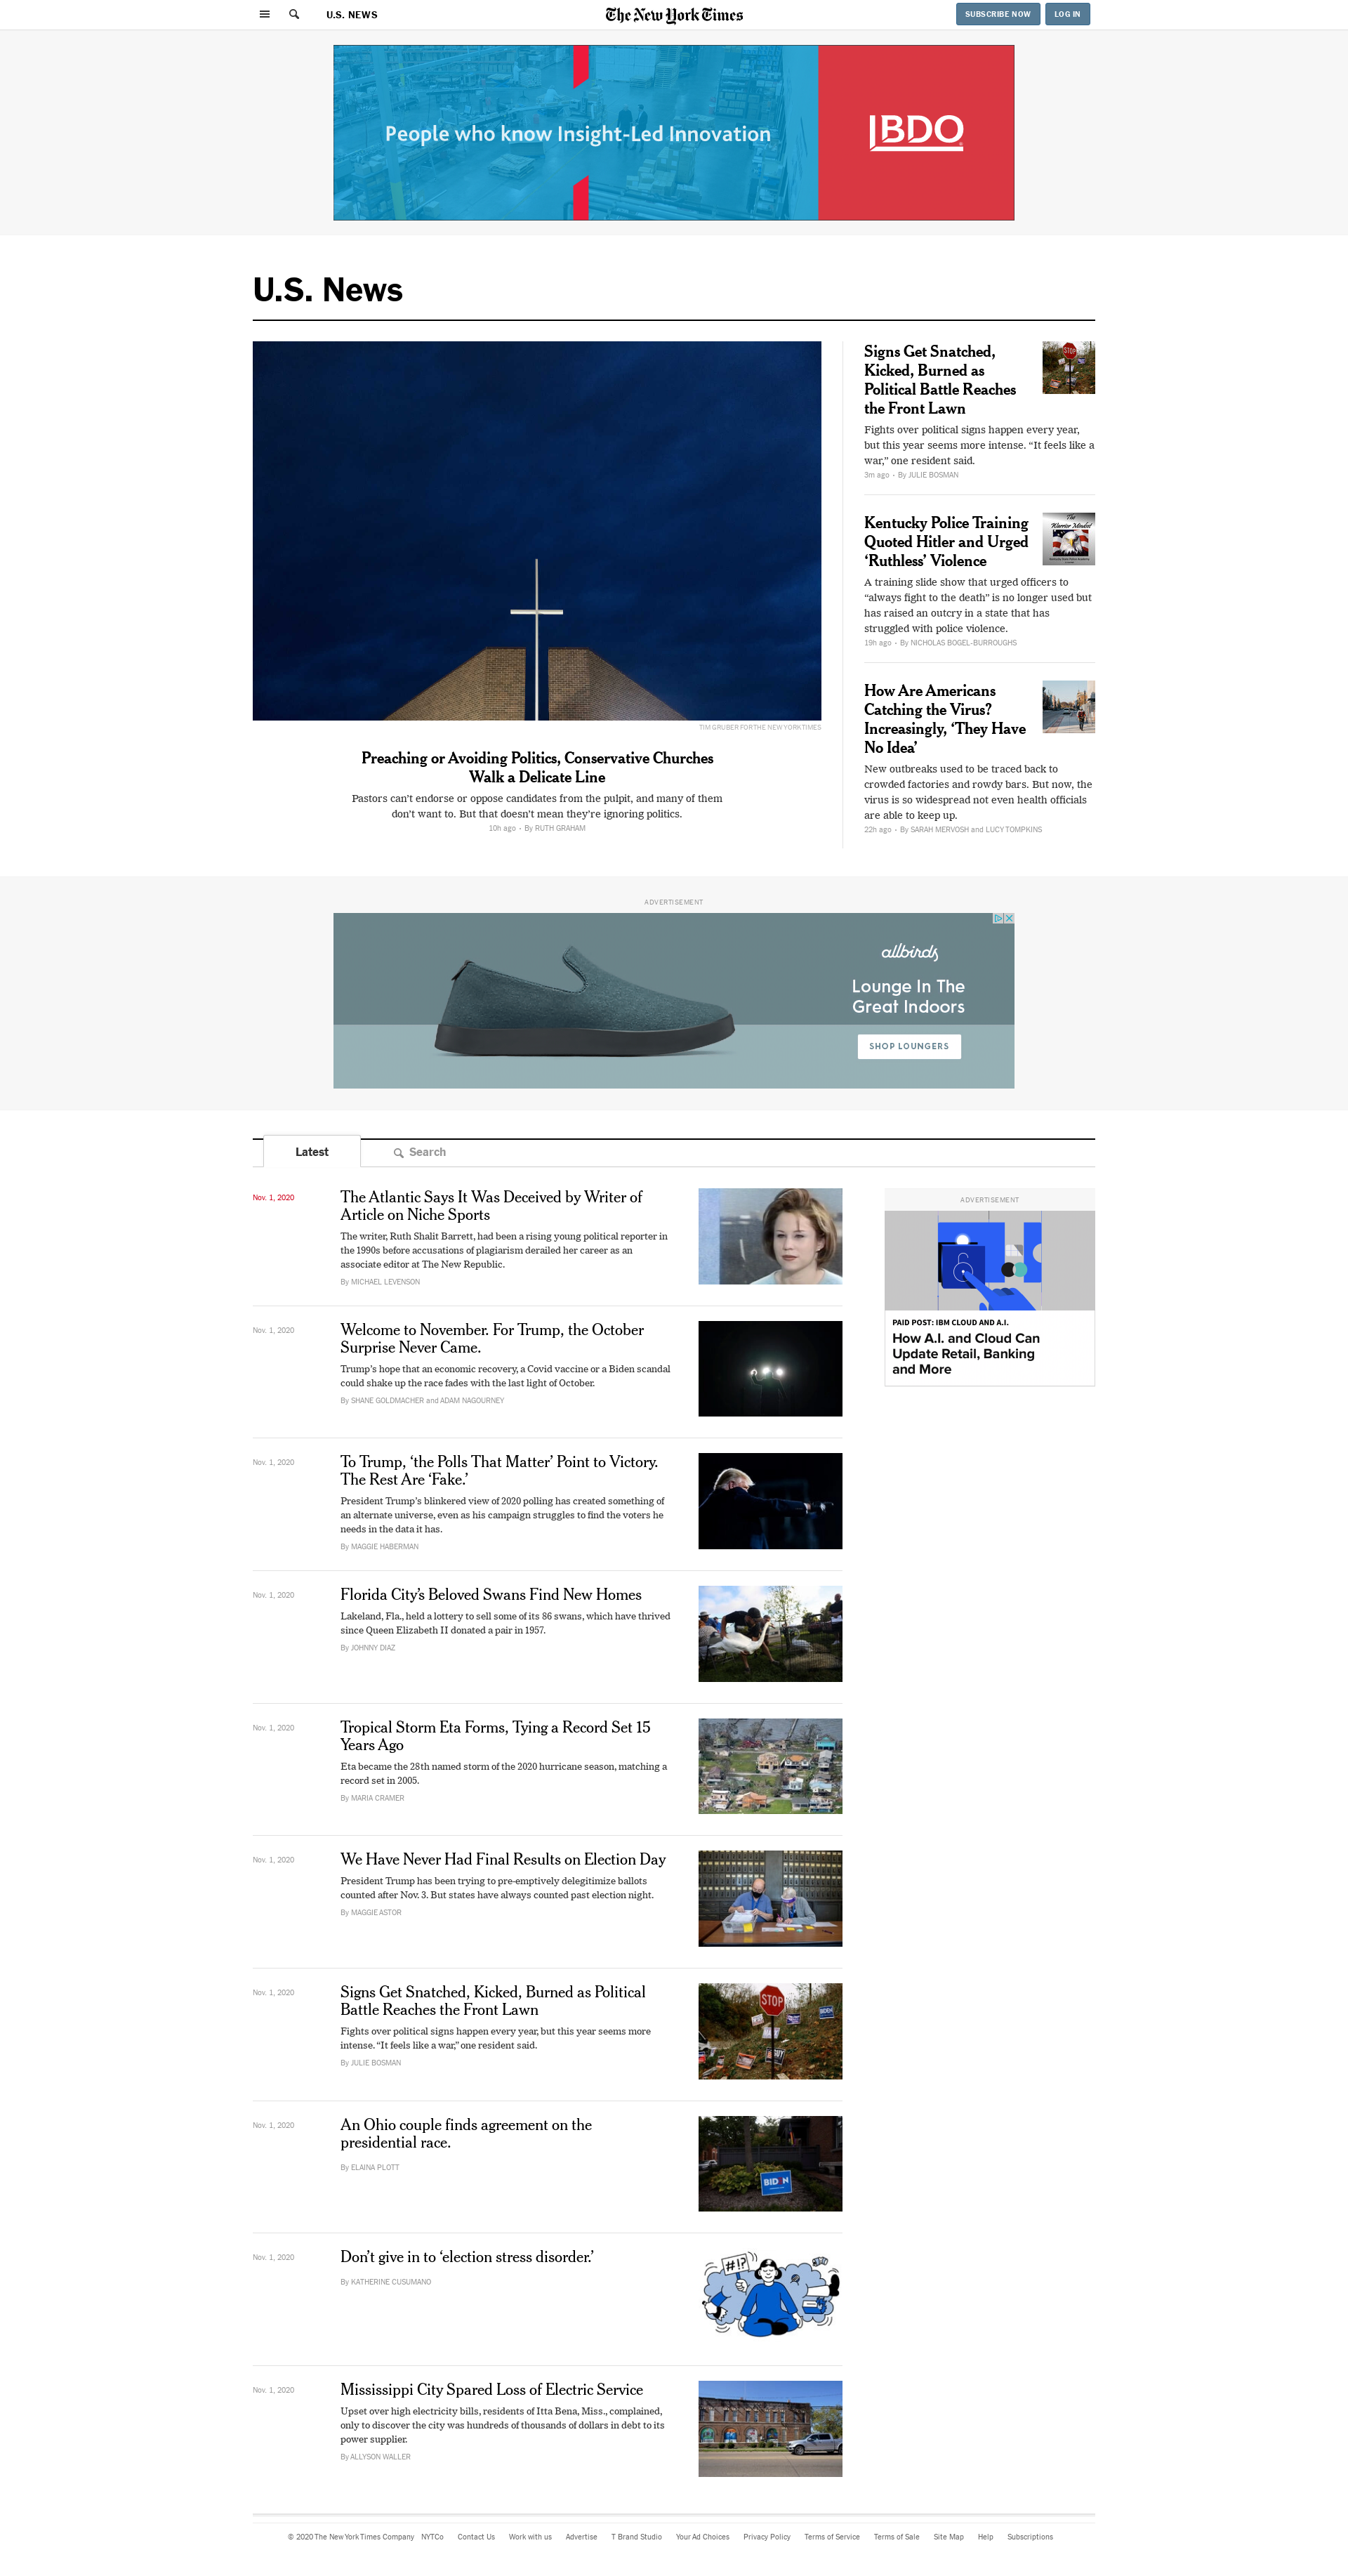 U.S. NEWS
The New York Times
SUBSCRIBE NOW
LOG IN
People who know Insight-Led Innovation
BDO
U.S. News
TIM GRUBER FOR THE NEW YORK TIMES
Preaching or Avoiding Politics, Conservative Churches
Walk a Delicate Line
Pastors can’t endorse or oppose candidates from the pulpit, and many of them
don’t want to. But that doesn’t mean they’re ignoring politics.
10h ago • By RUTH GRAHAM
Signs Get Snatched,
Kicked, Burned as
Political Battle Reaches
the Front Lawn
STOP
Fights over political signs happen every year,
but this year seems more intense. “It feels like a
war,” one resident said.
3m ago • By JULIE BOSMAN
Kentucky Police Training
Quoted Hitler and Urged
‘Ruthless’ Violence
The
Warrior Mindset
A training slide show that urged officers to
“always fight to the death” is no longer used but
has raised an outcry in a state that has
struggled with police violence.
19h ago • By NICHOLAS BOGEL-BURROUGHS
How Are Americans
Catching the Virus?
Increasingly, ‘They Have
No Idea’
New outbreaks used to be traced back to
crowded factories and rowdy bars. But now, the
virus is so widespread not even health officials
are able to keep up.
22h ago • By SARAH MERVOSH and LUCY TOMPKINS
ADVERTISEMENT
allbirds
Lounge In The
Great Indoors
SHOP LOUNGERS
Latest
Search
Nov. 1, 2020
The Atlantic Says It Was Deceived by Writer of
Article on Niche Sports
The writer, Ruth Shalit Barrett, had been a rising young political reporter in
the 1990s before accusations of plagiarism derailed her career as an
associate editor at The New Republic.
By MICHAEL LEVENSON
ADVERTISEMENT
PAID POST: IBM CLOUD AND A.I.
How A.I. and Cloud Can
Update Retail, Banking
and More
Nov. 1, 2020
Welcome to November. For Trump, the October
Surprise Never Came.
Trump’s hope that an economic recovery, a Covid vaccine or a Biden scandal
could shake up the race fades with the last light of October.
By SHANE GOLDMACHER and ADAM NAGOURNEY
Nov. 1, 2020
To Trump, ‘the Polls That Matter’ Point to Victory.
The Rest Are ‘Fake.’
President Trump’s blinkered view of 2020 polling has created something of
an alternate universe, even as his campaign struggles to find the voters he
needs in the data it has.
By MAGGIE HABERMAN
Nov. 1, 2020
Florida City’s Beloved Swans Find New Homes
Lakeland, Fla., held a lottery to sell some of its 86 swans, which have thrived
since Queen Elizabeth II donated a pair in 1957.
By JOHNNY DIAZ
Nov. 1, 2020
Tropical Storm Eta Forms, Tying a Record Set 15
Years Ago
Eta became the 28th named storm of the 2020 hurricane season, matching a
record set in 2005.
By MARIA CRAMER
Nov. 1, 2020
We Have Never Had Final Results on Election Day
President Trump has been trying to pre-emptively delegitimize ballots
counted after Nov. 3. But states have always counted past election night.
By MAGGIE ASTOR
Nov. 1, 2020
Signs Get Snatched, Kicked, Burned as Political
Battle Reaches the Front Lawn
Fights over political signs happen every year, but this year seems more
intense. “It feels like a war,” one resident said.
By JULIE BOSMAN
STOP
BIDEN
Nov. 1, 2020
An Ohio couple finds agreement on the
presidential race.
By ELAINA PLOTT
BIDEN
Nov. 1, 2020
Don’t give in to ‘election stress disorder.’
By KATHERINE CUSUMANO
#!?
Nov. 1, 2020
Mississippi City Spared Loss of Electric Service
Upset over high electricity bills, residents of Itta Bena, Miss., complained,
only to discover the city was hundreds of thousands of dollars in debt to its
power supplier.
By ALLYSON WALLER
© 2020 The New York Times Company NYTCo Contact Us Work with us Advertise T Brand Studio Your Ad Choices Privacy Policy Terms of Service Terms of Sale Site Map Help Subscriptions